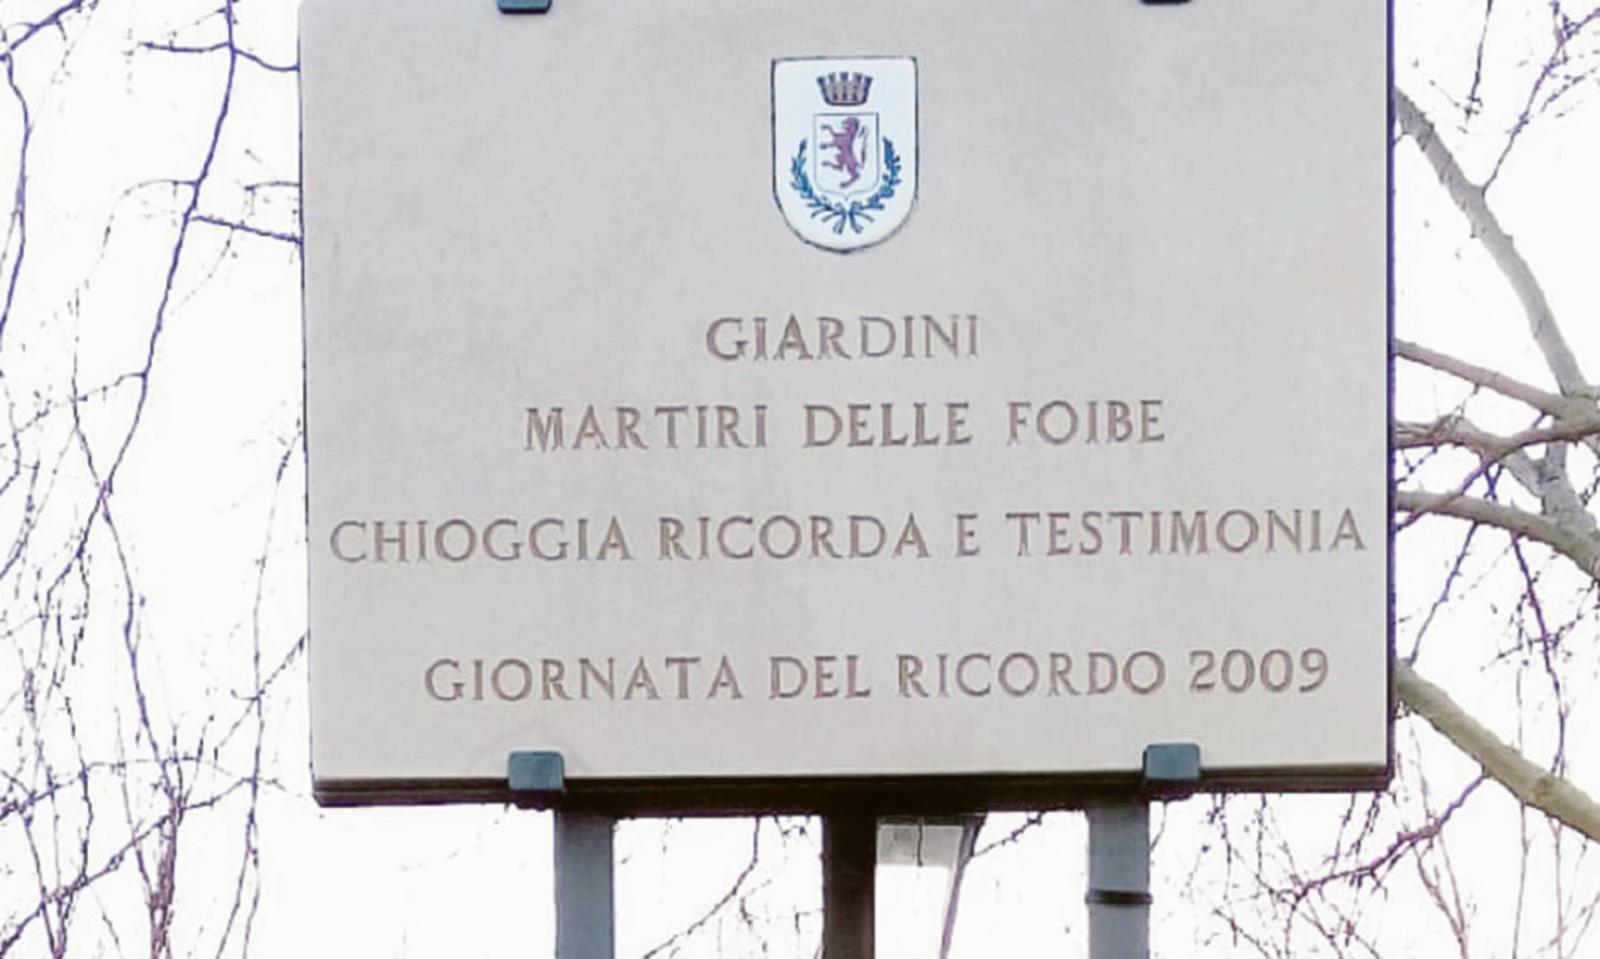 GIARDINI
MARTIRI DELLE FOIBE
CHIOGGIA RICORDA E TESTIMONIA
GIORNATA DEL RICORDO 2009